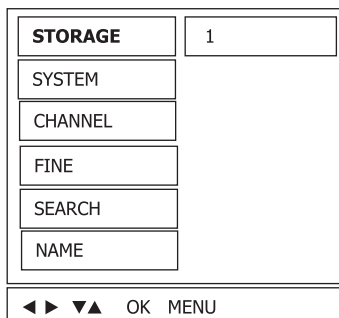 STORAGE 1
SYSTEM
CHANNEL
FINE
SEARCH
NAME
◀ ▶ ▼▲ OK MENU